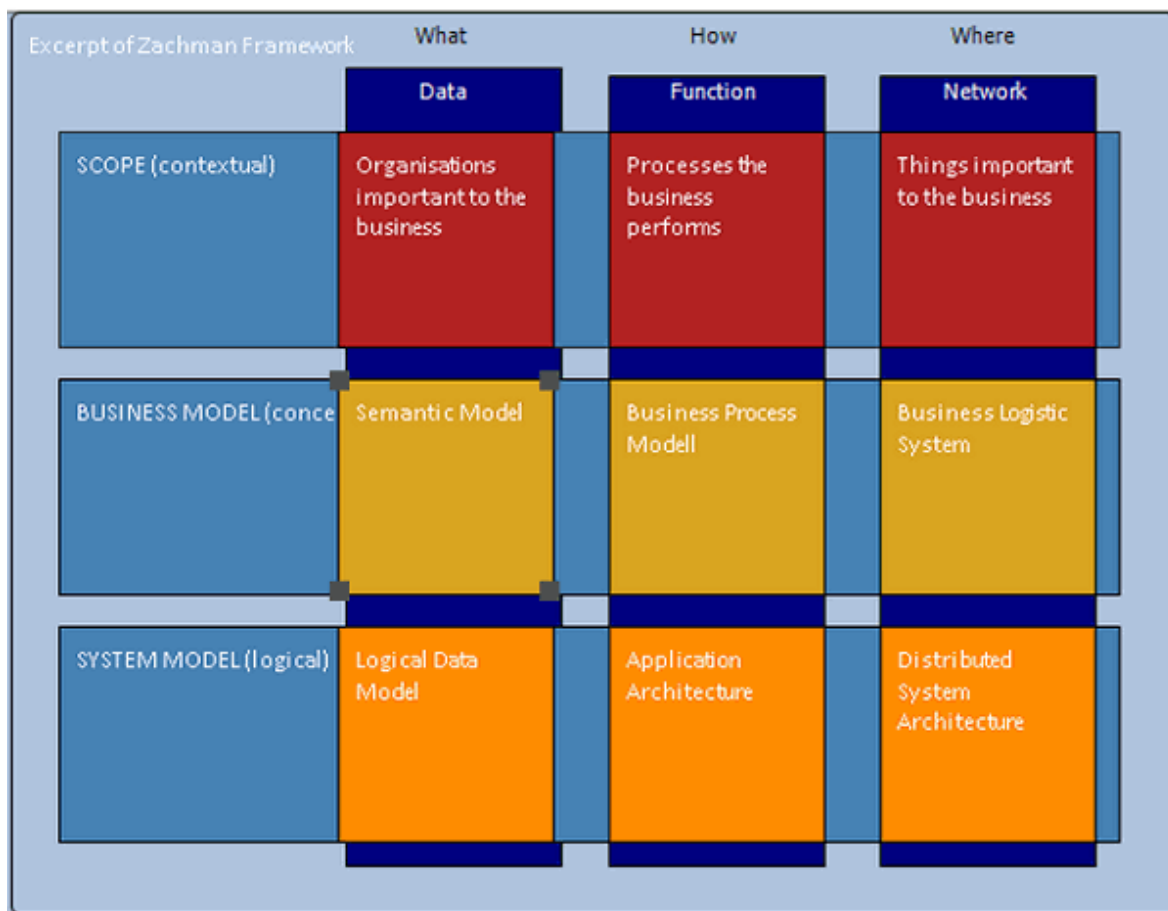 Excerpt of Zachman Framework
What
How
Where
Data
Function
Network
SCOPE (contextual)
Organisations
important to the
business
Processes the
business
performs
Things important
to the business
BUSINESS MODEL (conce
Semantic Model
Business Process
Modell
Business Logistic
System
SYSTEM MODEL (logical)
Logical Data
Model
Application
Architecture
Distributed
System
Architecture